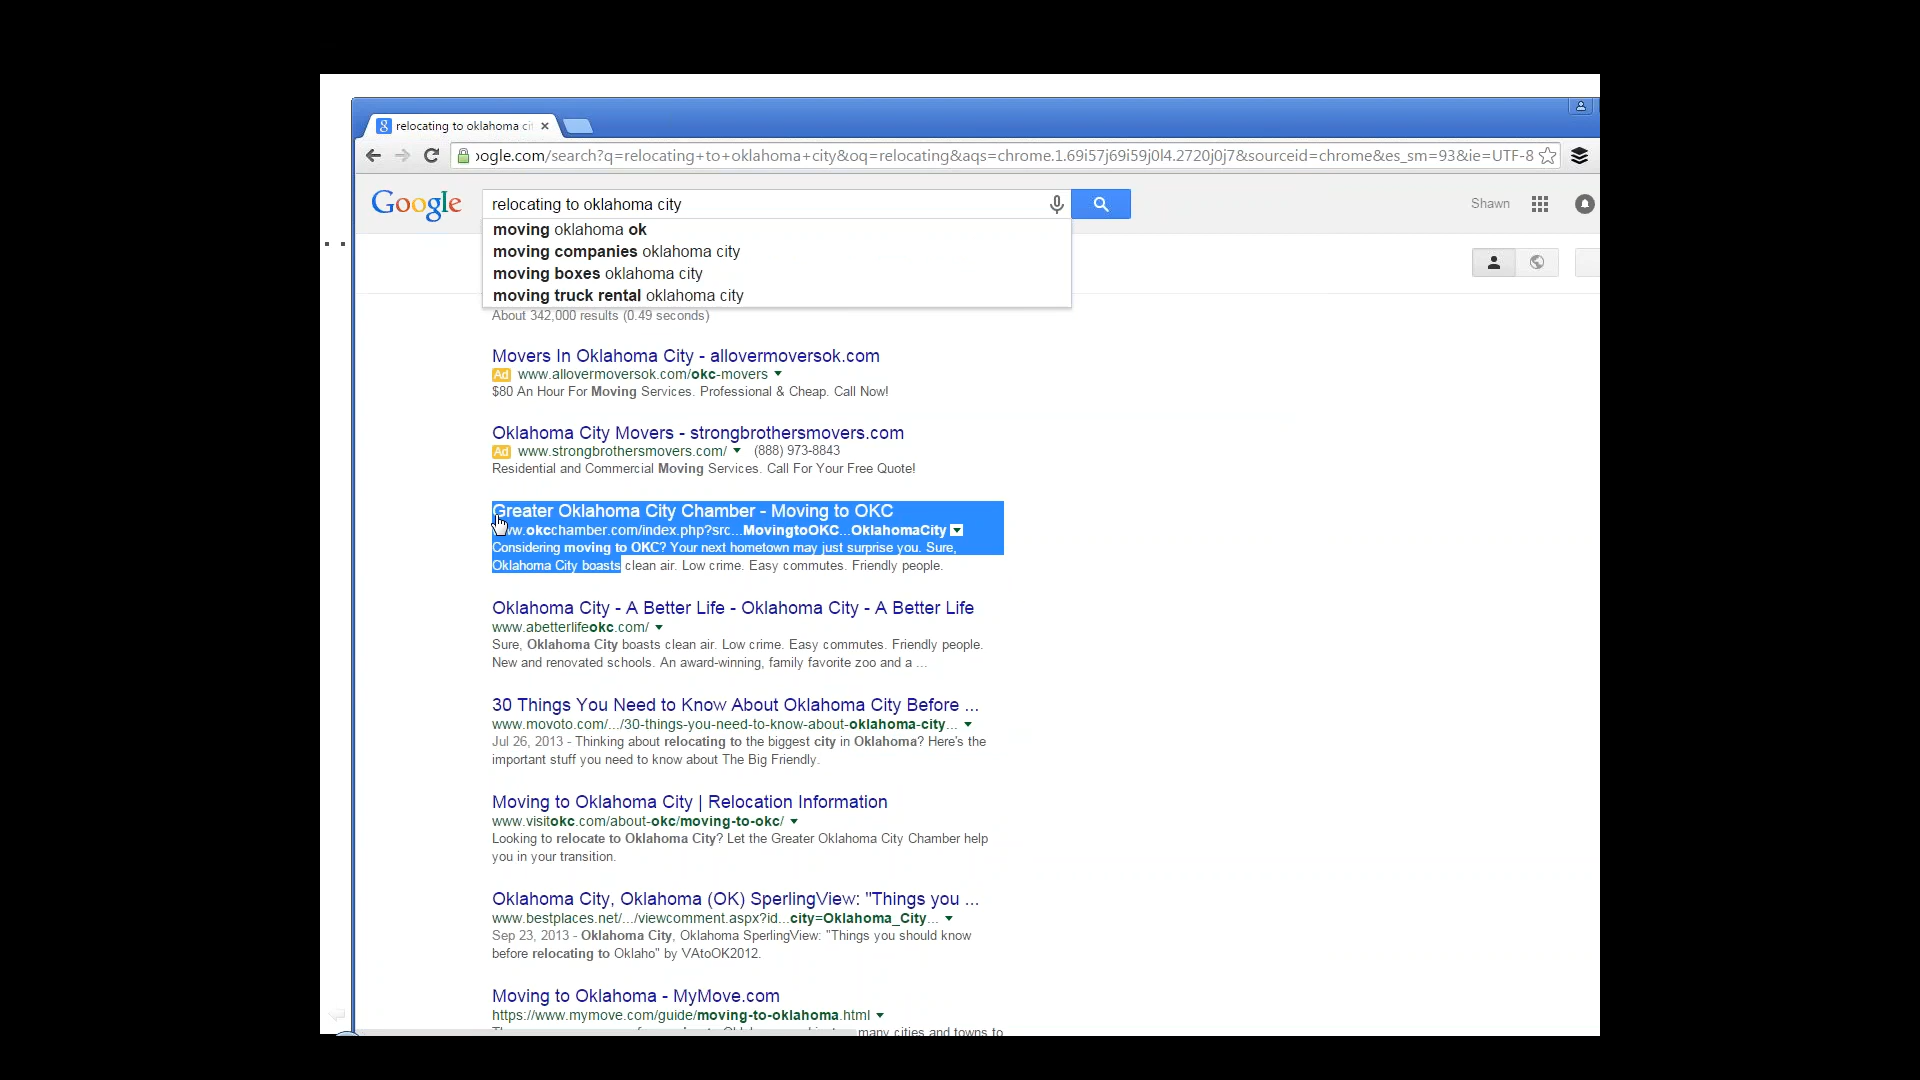 relocating to oklahoma cit
oogle.com/search?q=relocating+to+oklahoma+city&oq=relocating&aqs=chrome.1.69i57j69i59j0l4.2720j0j7&sourceid=chrome&es_sm=93&ie=UTF-8
Google relocating to oklahoma city Shawn
moving oklahoma ok
moving companies oklahoma city
moving boxes oklahoma city
moving truck rental oklahoma city
About 342,000 results (0.49 seconds)
Movers In Oklahoma City - allovermoversok.com
Ad www.allovermoversok.com/okc-movers
$80 An Hour For Moving Services. Professional & Cheap. Call Now!
Oklahoma City Movers - strongbrothersmovers.com
Ad www.strongbrothersmovers.com/ (888) 973-8843
Residential and Commercial Moving Services. Call For Your Free Quote!
Greater Oklahoma City Chamber - Moving to OKC
www.okcchamber.com/index.php?src...MovingtoOKC...OklahomaCity
Considering moving to OKC? Your next hometown may just surprise you. Sure,
Oklahoma City boasts clean air. Low crime. Easy commutes. Friendly people.
Oklahoma City - A Better Life - Oklahoma City - A Better Life
www.abetterlifeokc.com/
Sure, Oklahoma City boasts clean air. Low crime. Easy commutes. Friendly people.
New and renovated schools. An award-winning, family favorite zoo and a ...
30 Things You Need to Know About Oklahoma City Before ...
www.movoto.com/.../30-things-you-need-to-know-about-oklahoma-city...
Jul 26, 2013 - Thinking about relocating to the biggest city in Oklahoma? Here's the
important stuff you need to know about The Big Friendly.
Moving to Oklahoma City | Relocation Information
www.visitokc.com/about-okc/moving-to-okc/
Looking to relocate to Oklahoma City? Let the Greater Oklahoma City Chamber help
you in your transition.
Oklahoma City, Oklahoma (OK) SperlingView: "Things you ...
www.bestplaces.net/.../viewcomment.aspx?id...city=Oklahoma_City...
Sep 23, 2013 - Oklahoma City, Oklahoma SperlingView: "Things you should know
before relocating to Oklaho" by VAtoOK2012.
Moving to Oklahoma - MyMove.com
https://www.mymove.com/guide/moving-to-oklahoma.html
many cities and towns to